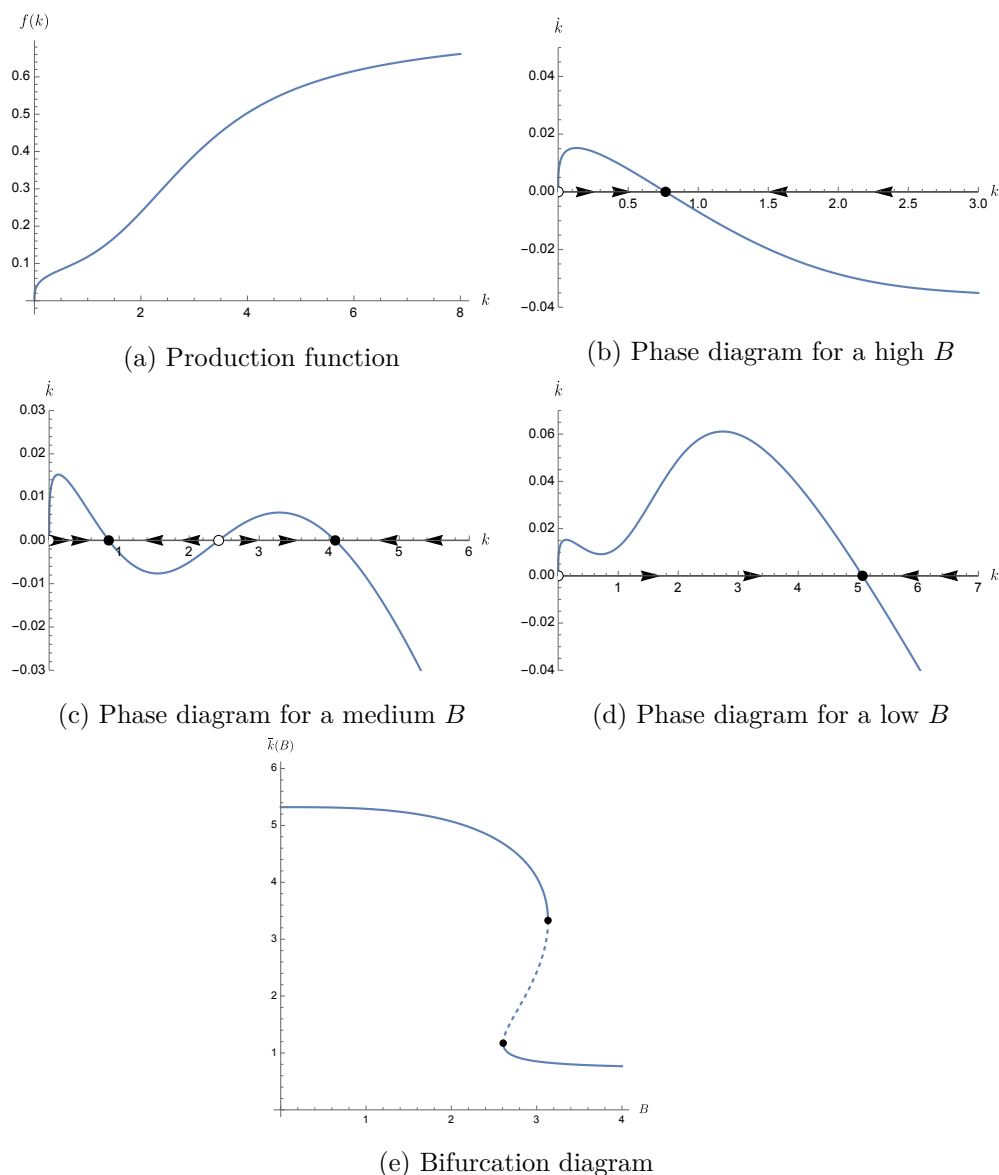 f(k)
0.6
0.5
0.4
0.3
0.2
0.1
2 4 6 8 k
(a) Production function
k̇
0.04
0.02
0.00
−0.02
−0.04
0.5 1.0 1.5 2.0 2.5 3.0 k
(b) Phase diagram for a high B
k̇
0.03
0.02
0.01
0.00
−0.01
−0.02
−0.03
1 2 3 4 5 6 k
(c) Phase diagram for a medium B
k̇
0.06
0.04
0.02
0.00
−0.02
−0.04
1 2 3 4 5 6 7 k
(d) Phase diagram for a low B
k̄(B)
6
5
4
3
2
1
1 2 3 4 B
(e) Bifurcation diagram